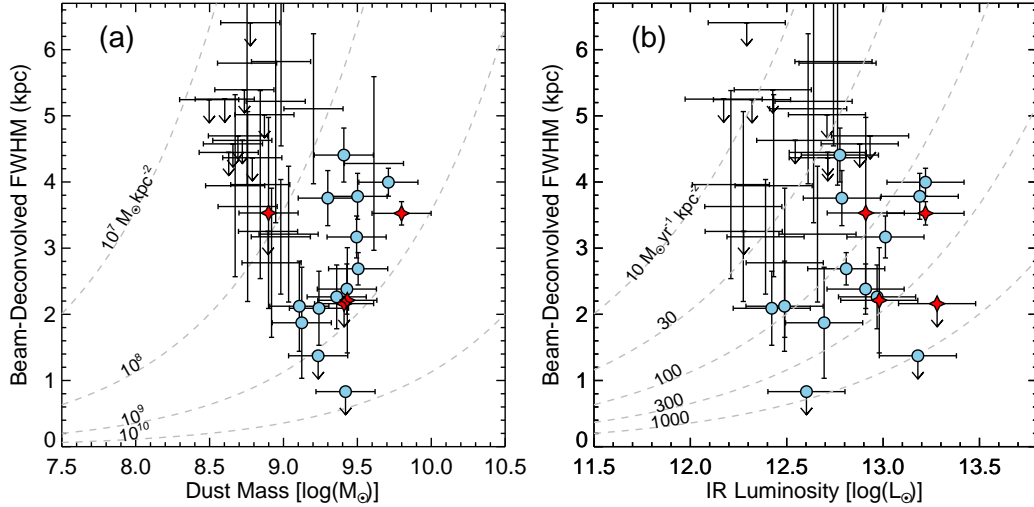 (a)
Beam-Deconvolved FWHM (kpc)
6
5
4
3
2
1
0
10⁷ M☉ kpc⁻²
10⁸
10⁹
10¹⁰
7.5 8.0 8.5 9.0 9.5 10.0 10.5
Dust Mass [log(M☉)]
(b)
Beam-Deconvolved FWHM (kpc)
6
5
4
3
2
1
0
10 M☉ yr⁻¹ kpc⁻²
30
100
300
1000
11.5 12.0 12.5 13.0 13.5
IR Luminosity [log(L☉)]